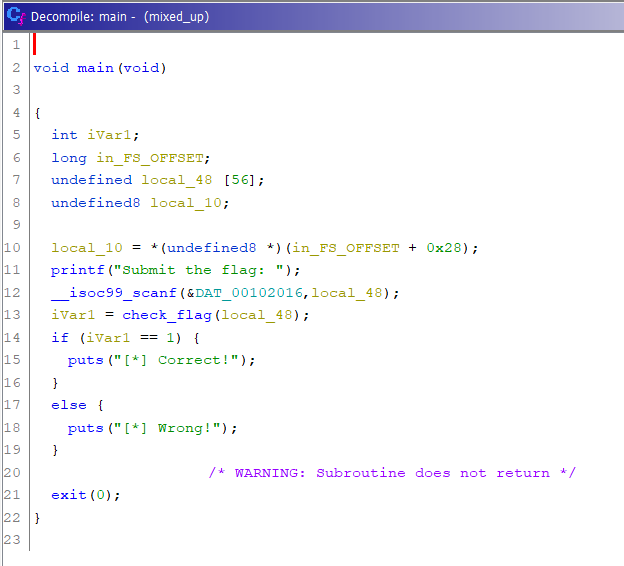 Decompile: main - (mixed_up)
1
2 void main(void)
3
4 {
5 int iVar1;
6 long in_FS_OFFSET;
7 undefined local_48 [56];
8 undefined8 local_10;
9
10 local_10 = *(undefined8 *)(in_FS_OFFSET + 0x28);
11 printf("Submit the flag: ");
12 __isoc99_scanf(&DAT_00102016,local_48);
13 iVar1 = check_flag(local_48);
14 if (iVar1 == 1) {
15 puts("[*] Correct!");
16 }
17 else {
18 puts("[*] Wrong!");
19 }
20 /* WARNING: Subroutine does not return */
21 exit(0);
22 }
23